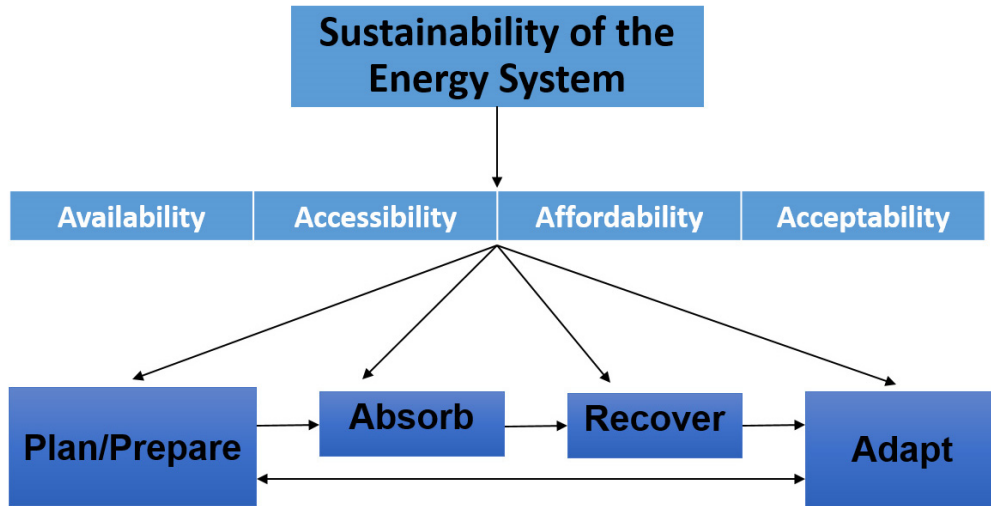 Sustainability of the
Energy System
Availability
Accessibility
Affordability
Acceptability
Plan/Prepare
Absorb
Recover
Adapt